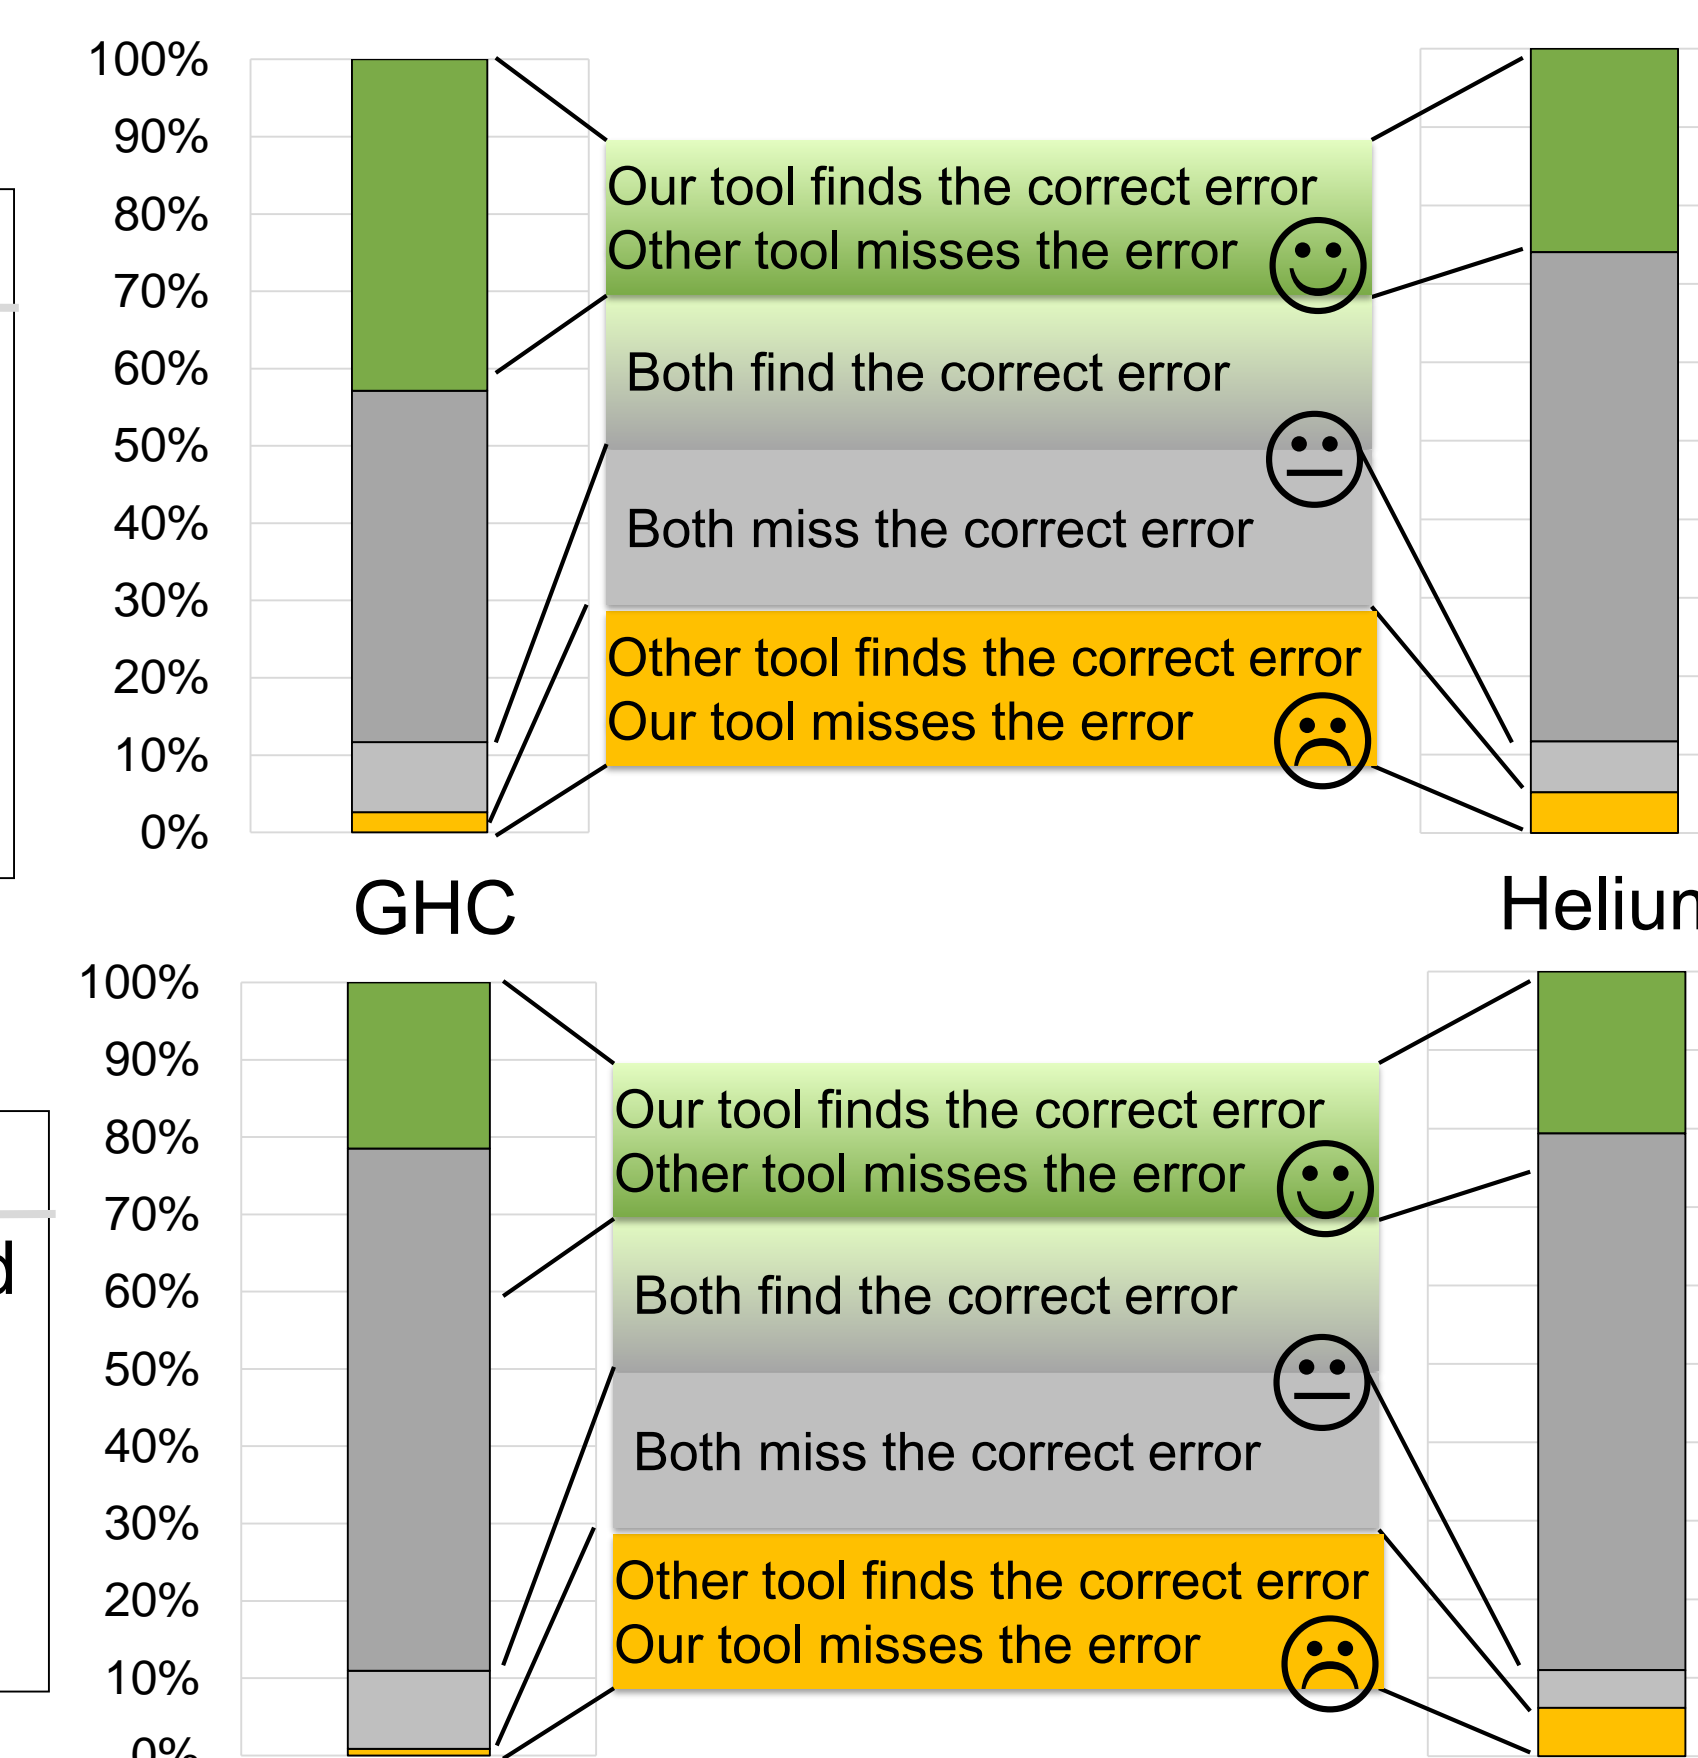 100%
90%
80%
70%
60%
50%
40%
30%
20%
10%
0%
Our tool finds the correct error
Other tool misses the error
Both find the correct error
Both miss the correct error
Other tool finds the correct error
Our tool misses the error
GHC
Helium
100%
90%
80%
70%
60%
50%
40%
30%
20%
10%
0%
d
Our tool finds the correct error
Other tool misses the error
Both find the correct error
Both miss the correct error
Other tool finds the correct error
Our tool misses the error